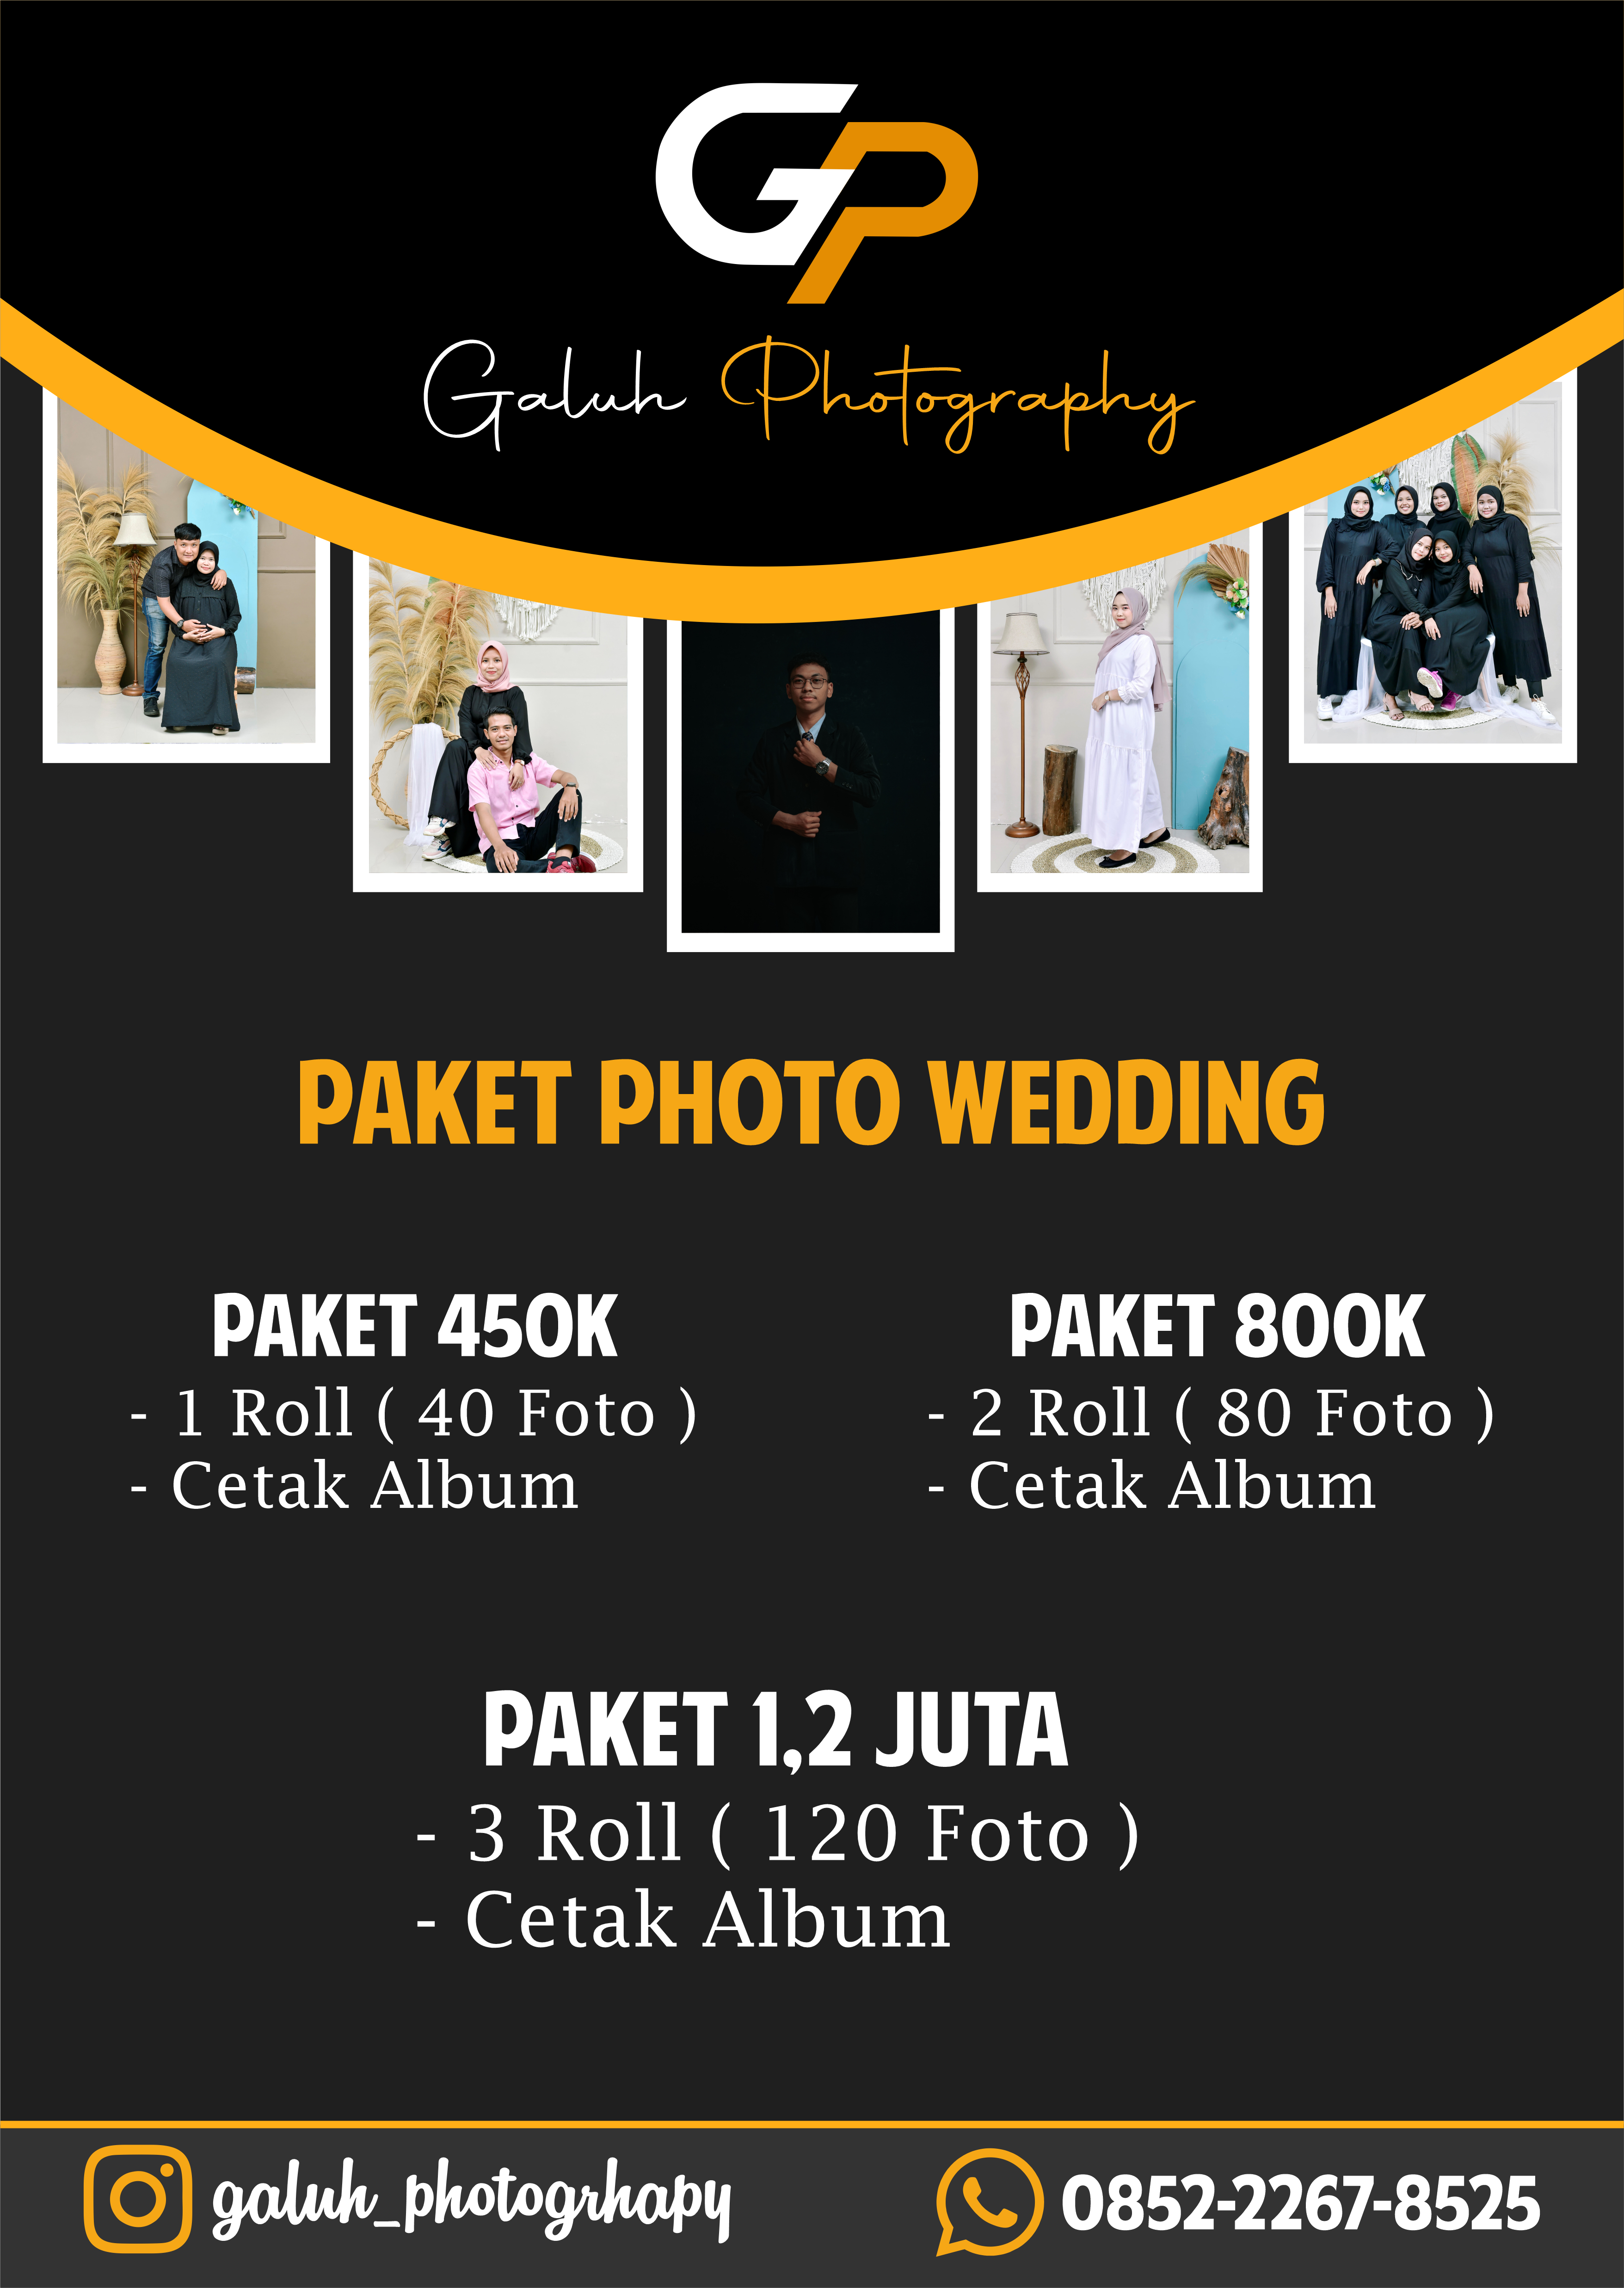 GP
Galuh Photography
PAKET PHOTO WEDDING
PAKET 450K
- 1 Roll ( 40 Foto )
- Cetak Album
PAKET 800K
- 2 Roll ( 80 Foto )
- Cetak Album
PAKET 1,2 JUTA
- 3 Roll ( 120 Foto )
- Cetak Album
galuh_photogrhapy
0852-2267-8525